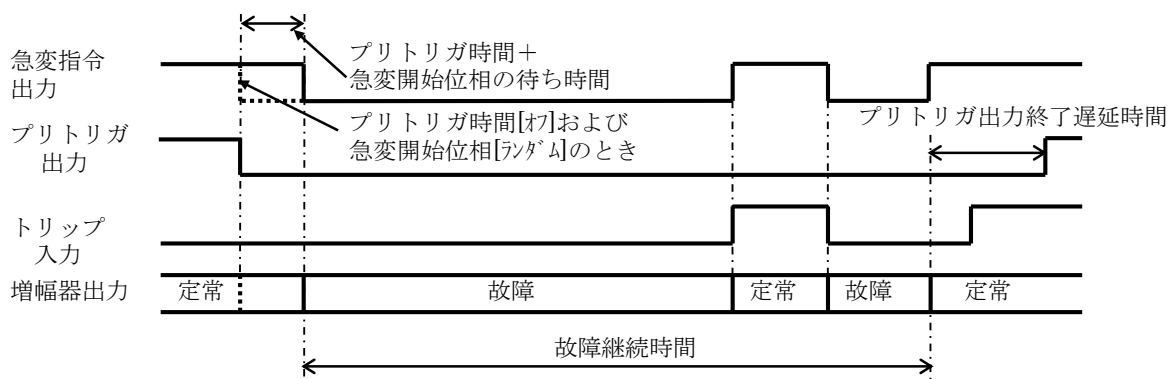 プリトリガ時間＋
急変開始位相の待ち時間
急変指令
出力
プリトリガ時間[ｵﾌ]および
急変開始位相[ﾗﾝﾀﾞﾑ]のとき
プリトリガ出力終了遅延時間
プリトリガ
出力
トリップ
入力
増幅器出力
定常
故障
定常
故障
定常
故障継続時間